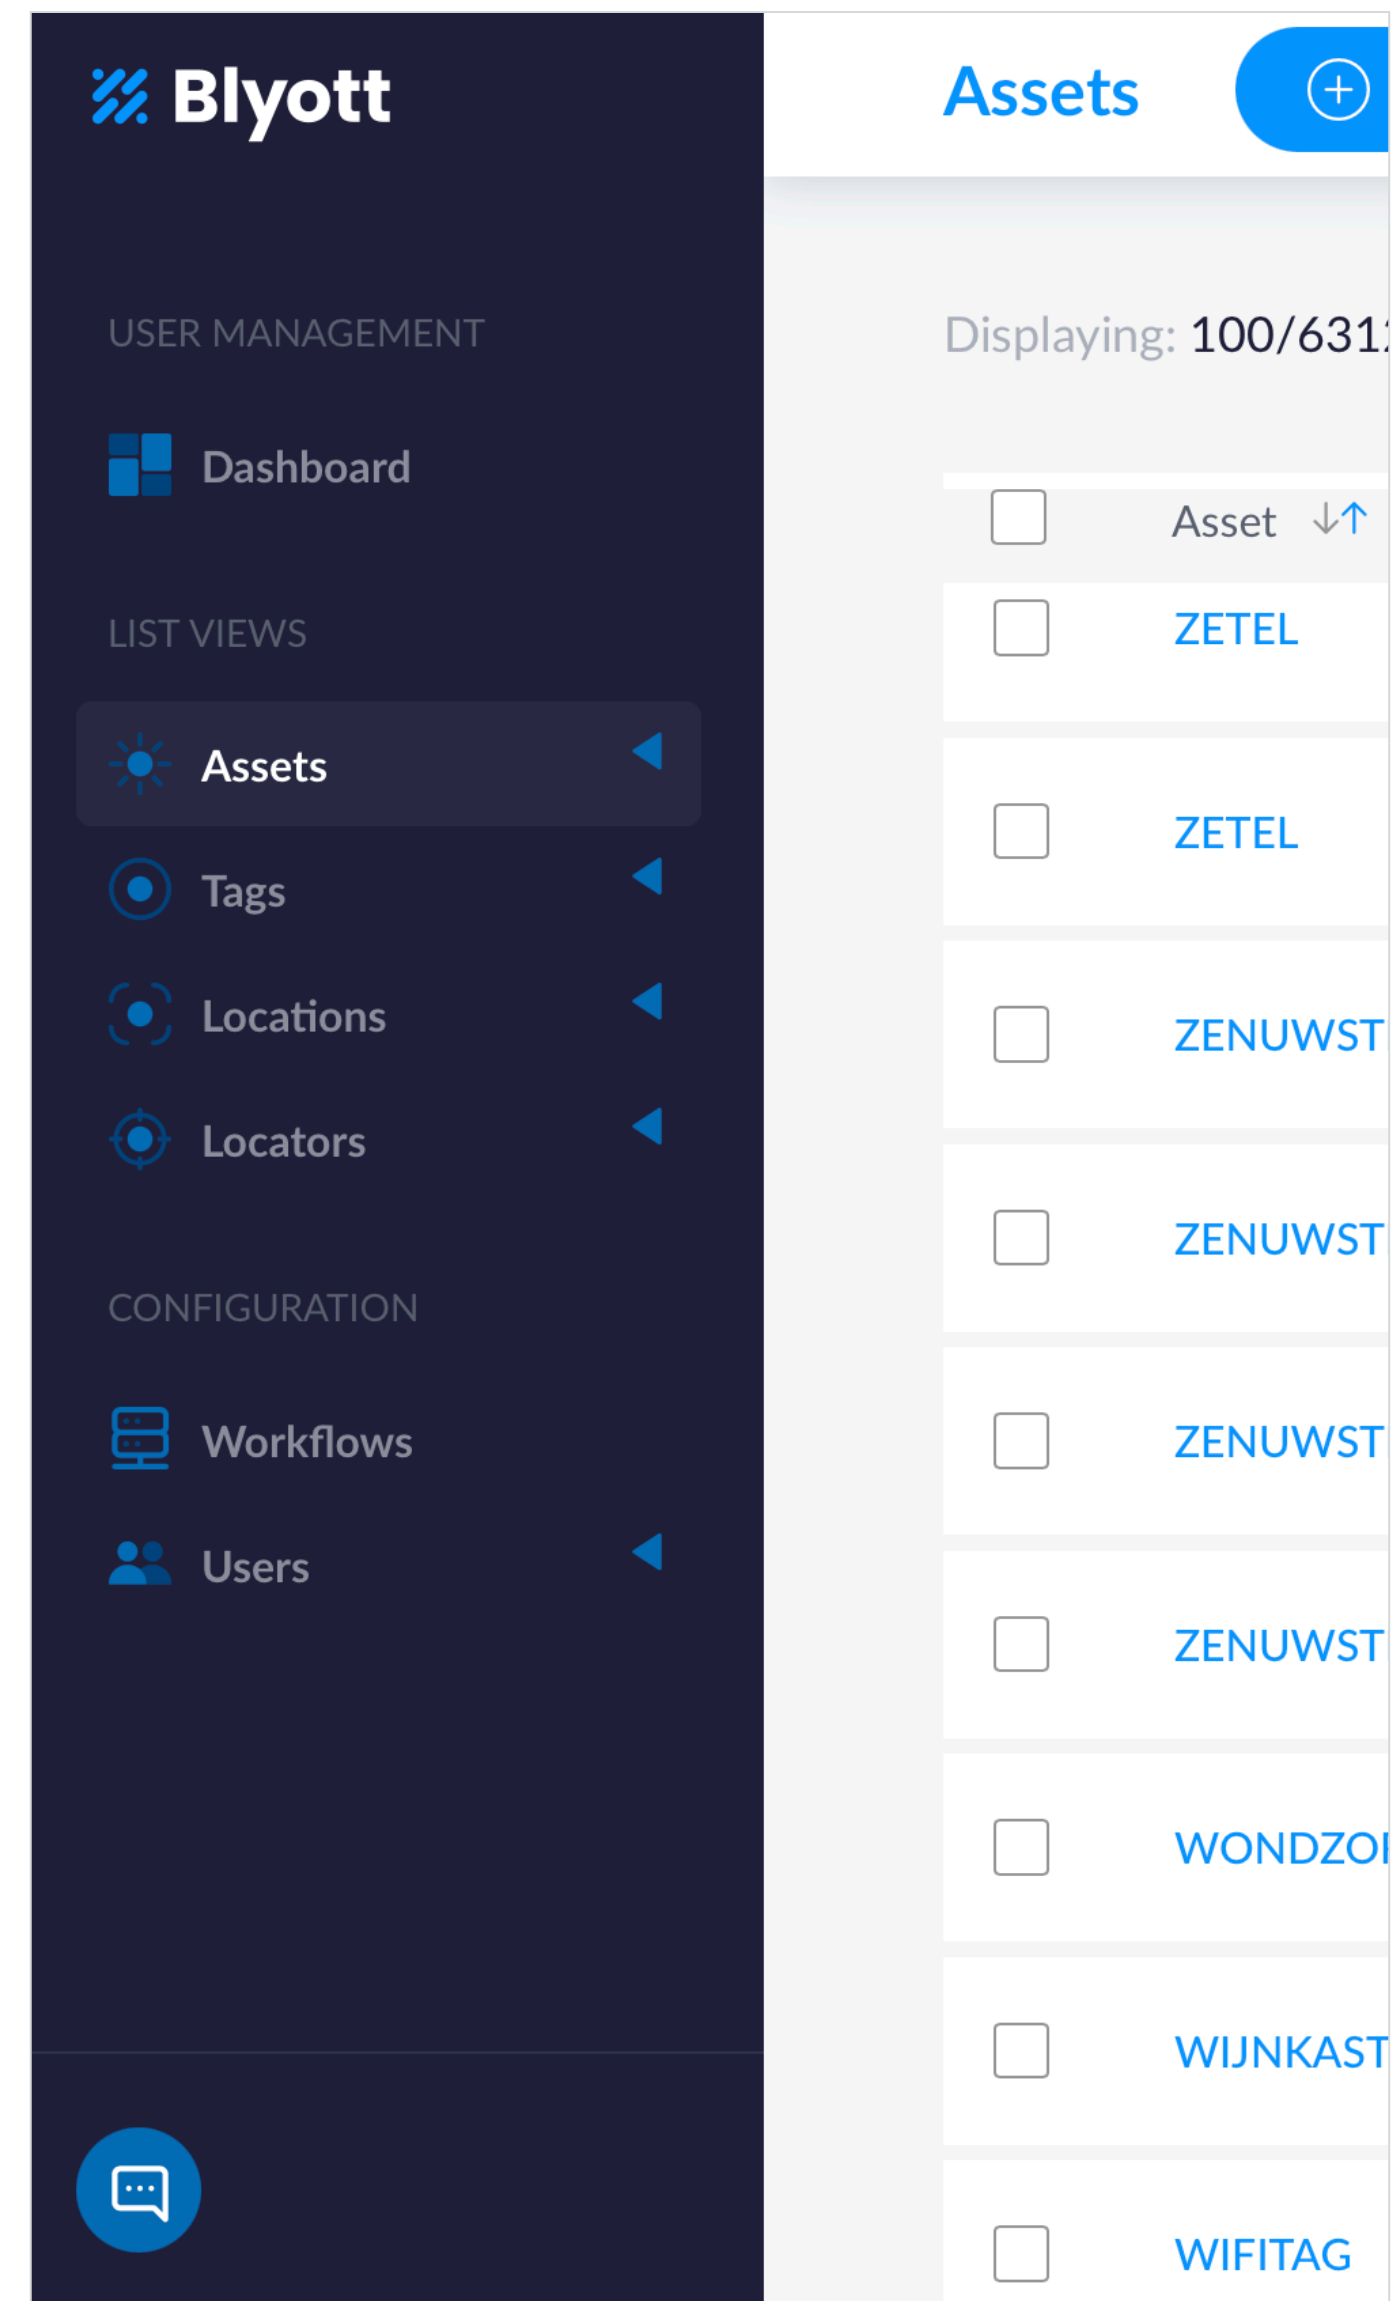 Blyott
USER MANAGEMENT
Dashboard
LIST VIEWS
Assets
Tags
Locations
Locators
CONFIGURATION
Workflows
Users
Assets
Displaying: 100/631
Asset
ZETEL
ZETEL
ZENUWST
ZENUWST
ZENUWST
ZENUWST
WONDZO
WIJNKAST
WIFITAG